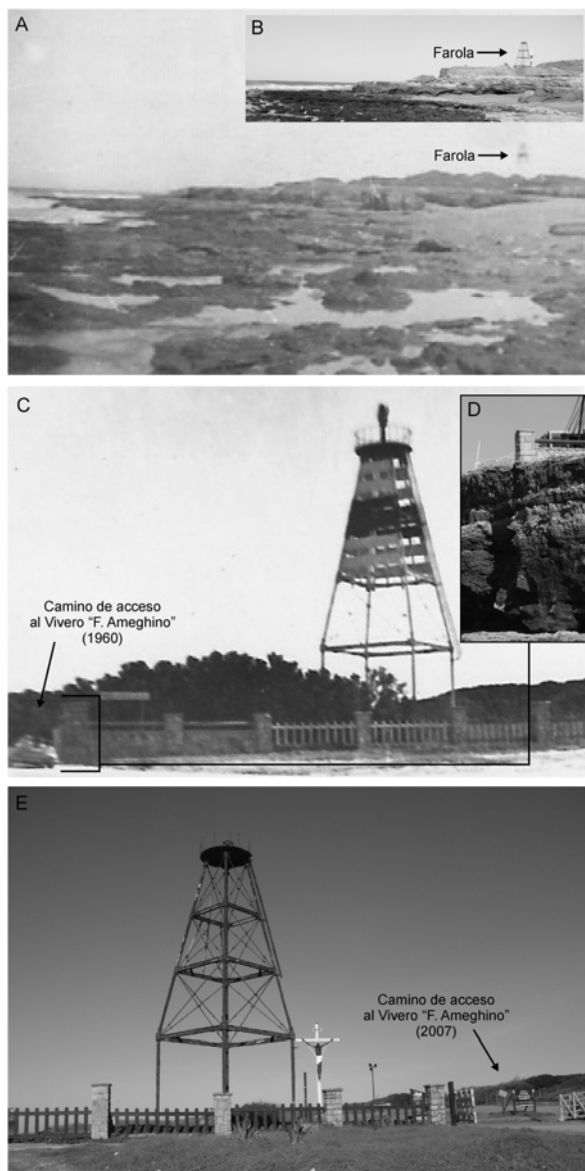 A
B
Farola
Farola
C
D
Camino de acceso
al Vivero “F. Ameghino”
(1960)
E
Camino de acceso
al Vivero “F. Ameghino”
(2007)